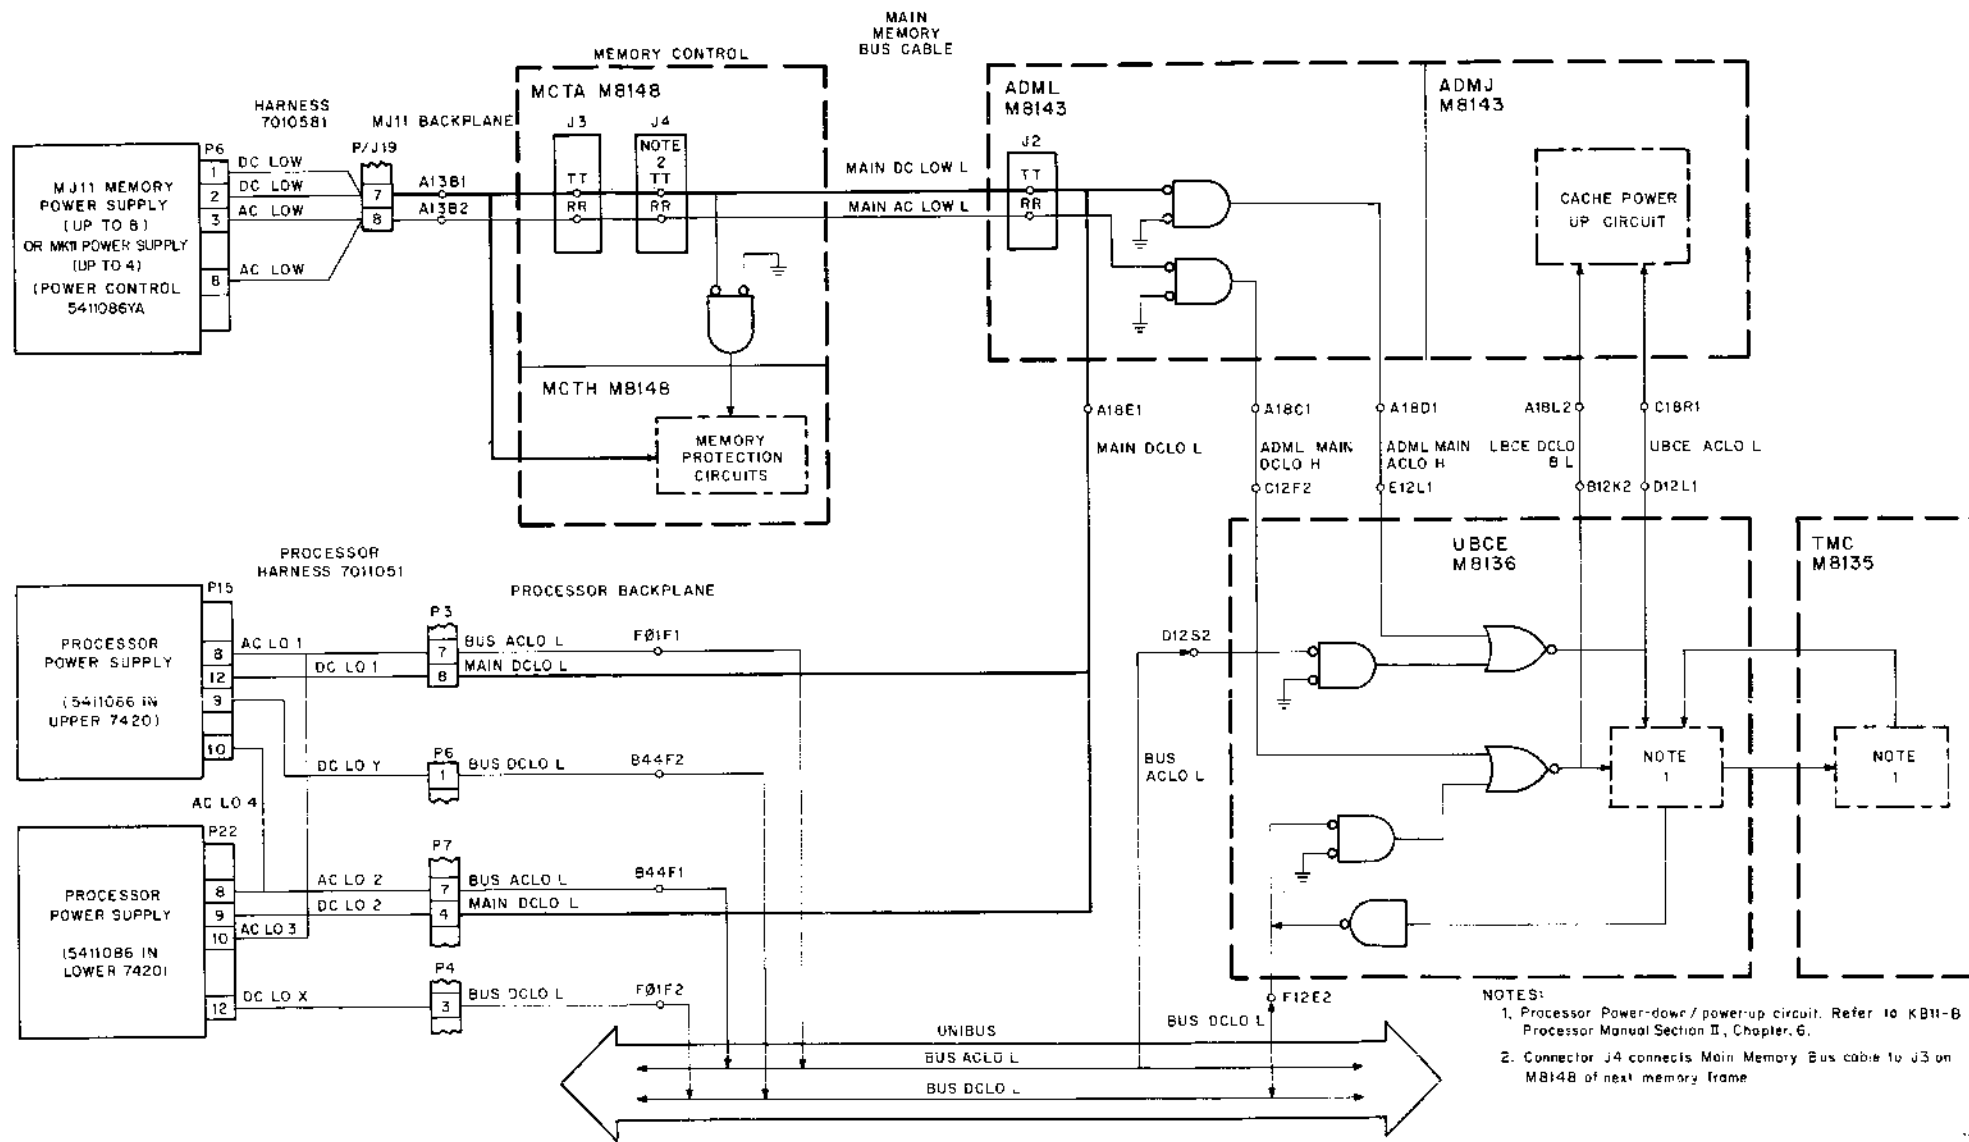 MAIN
MEMORY
BUS CABLE
MEMORY CONTROL
MCTA M8148
ADML
M8143
ADMJ
M8143
HARNESS
7010581
MJ11 BACKPLANE
J3
J4
NOTE
2
P6
P/J19
J2
MJ11 MEMORY
POWER SUPPLY
(UP TO 8)
OR MK11 POWER SUPPLY
(UP TO 4)
(POWER CONTROL
5411086YA
1
DC LOW
2
DC LOW
3
AC LOW
8
AC LOW
7
8
A13B1
A13B2
TT
RR
TT
RR
MAIN DC LOW L
MAIN AC LOW L
TT
RR
CACHE POWER
UP CIRCUIT
MCTH M8148
MEMORY
PROTECTION
CIRCUITS
A18E1
A18C1
A18D1
A18L2
C18R1
MAIN DCLO L
ADML MAIN
DCLO H
ADML MAIN
ACLO H
UBCE ACLO L
C12F2
E12L1
B12K2
D12L1
PROCESSOR
HARNESS 7011051
PROCESSOR BACKPLANE
UBCE
M8136
TMC
M8135
P15
P3
PROCESSOR
POWER SUPPLY
(5411086 IN
UPPER 7420)
8
12
9
10
AC LO 1
DC LO 1
7
8
BUS ACLO L
MAIN DCLO L
F01F1
D12S2
DC LO Y
P6
1
BUS DCLO L
B44F2
BUS
ACLO L
NOTE
1
NOTE
1
AC LO 4
P22
P7
PROCESSOR
POWER SUPPLY
(5411086 IN
LOWER 7420)
8
9
10
12
AC LO 2
DC LO 2
AC LO 3
7
4
BUS ACLO L
MAIN DCLO L
B44F1
DC LO X
P4
3
BUS DCLO L
F01F2
F12E2
BUS DCLO L
UNIBUS
BUS ACLO L
BUS DCLO L
NOTES:
1. Processor Power-down / power-up circuit. Refer to KB11-B
Processor Manual Section II, Chapter 6.
2. Connector J4 connects Main Memory Bus cable to J3 on
M8148 of next memory frame